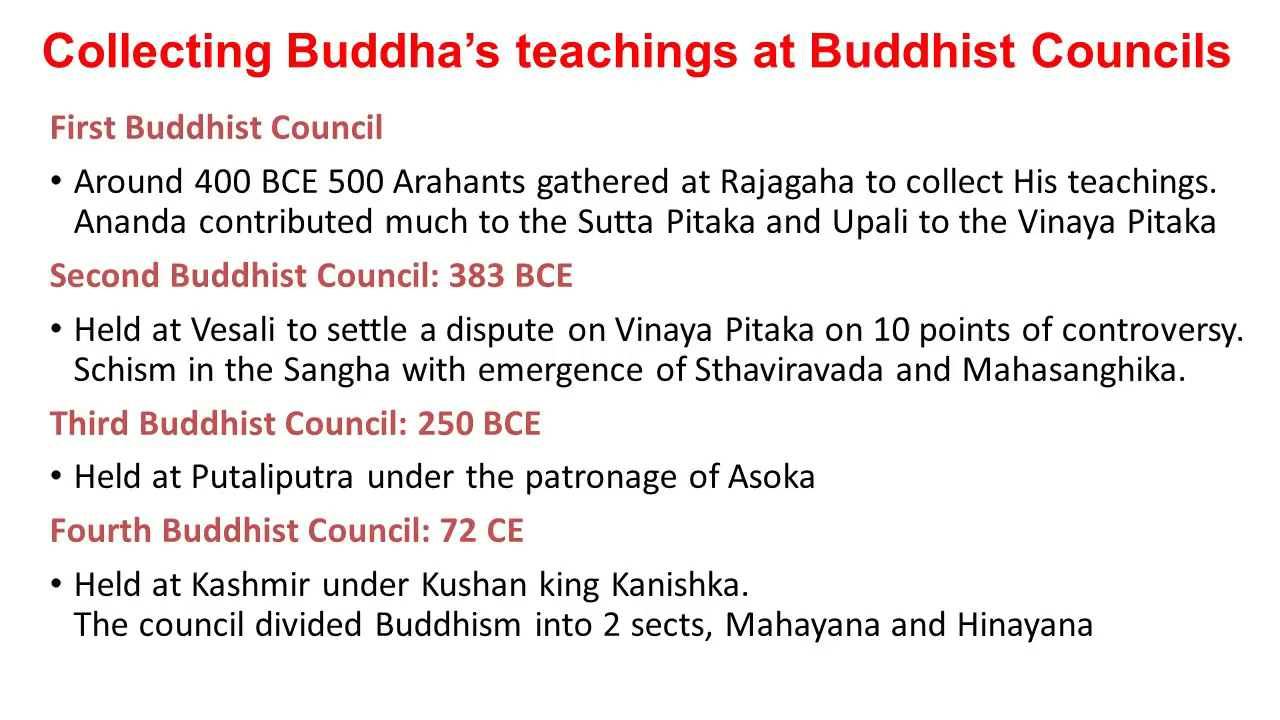 Collecting Buddha’s teachings at Buddhist Councils
First Buddhist Council
• Around 400 BCE 500 Arahants gathered at Rajagaha to collect His teachings.
Ananda contributed much to the Sutta Pitaka and Upali to the Vinaya Pitaka
Second Buddhist Council: 383 BCE
• Held at Vesali to settle a dispute on Vinaya Pitaka on 10 points of controversy.
Schism in the Sangha with emergence of Sthaviravada and Mahasanghika.
Third Buddhist Council: 250 BCE
• Held at Putaliputra under the patronage of Asoka
Fourth Buddhist Council: 72 CE
• Held at Kashmir under Kushan king Kanishka.
The council divided Buddhism into 2 sects, Mahayana and Hinayana